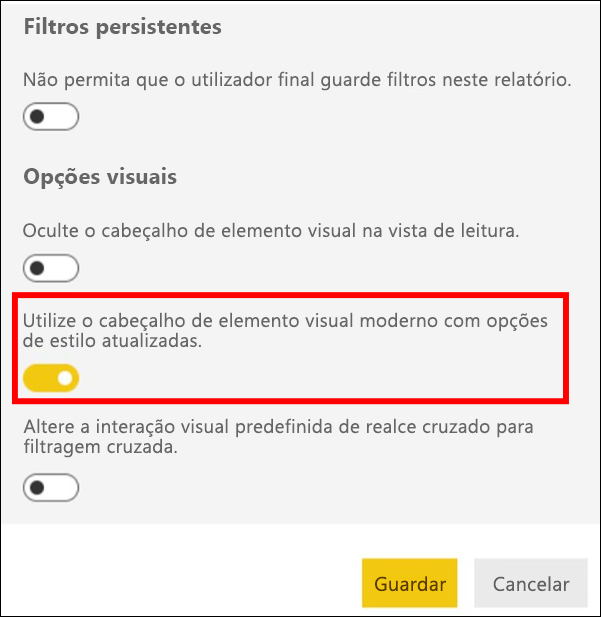 Filtros persistentes
Não permita que o utilizador final guarde filtros neste relatório.
Opções visuais
Oculte o cabeçalho de elemento visual na vista de leitura.
Utilize o cabeçalho de elemento visual moderno com opções
de estilo atualizadas.
Altere a interação visual predefinida de realce cruzado para
filtragem cruzada.
Guardar
Cancelar